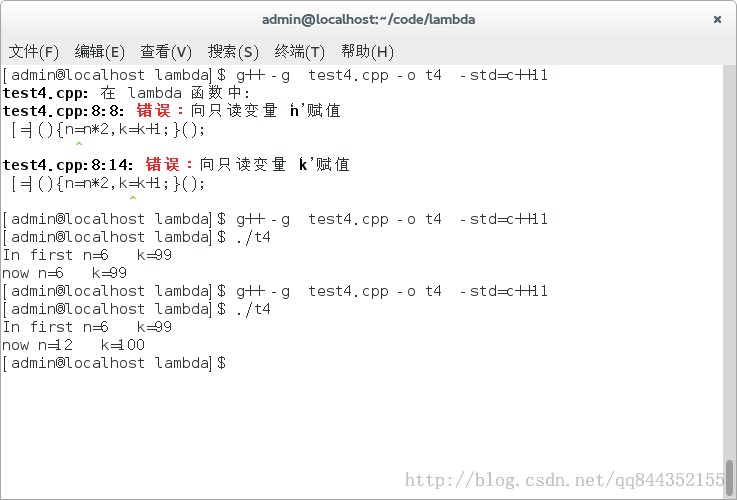 admin@localhost:~/code/lambda
文件(F) 编辑(E) 查看(V) 搜索(S) 终端(T) 帮助(H)
[admin@localhost lambda]$ g++ -g  test4.cpp -o t4  -std=c++11
test4.cpp: 在 lambda 函数中:
test4.cpp:8:8: 错误：向只读变量 ‘n’赋值
 [=](){n=n*2,k=k+1;}();
        ^
test4.cpp:8:14: 错误：向只读变量 ‘k’赋值
 [=](){n=n*2,k=k+1;}();
              ^
[admin@localhost lambda]$ g++ -g  test4.cpp -o t4  -std=c++11
[admin@localhost lambda]$ ./t4
In first n=6   k=99
now n=6   k=99
[admin@localhost lambda]$ g++ -g  test4.cpp -o t4  -std=c++11
[admin@localhost lambda]$ ./t4
In first n=6   k=99
now n=12   k=100
[admin@localhost lambda]$
http://blog.csdn.net/qq844352155